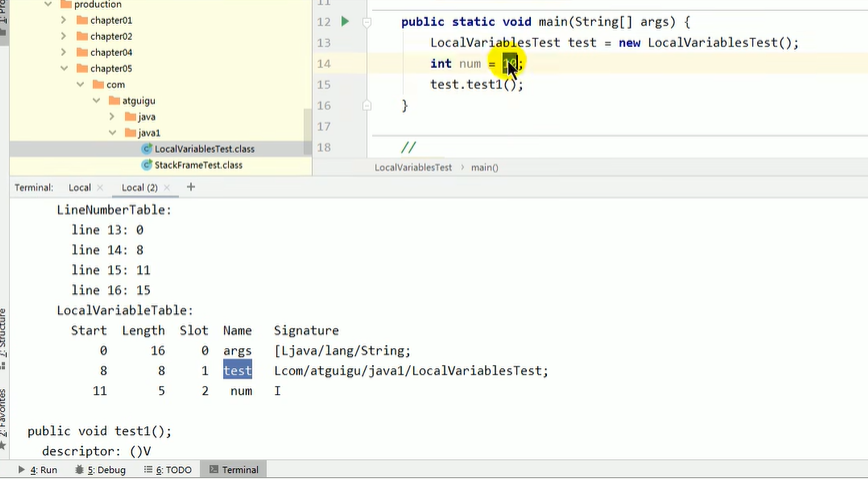 production
chapter01
chapter02
chapter04
chapter05
com
atguigu
java
java1
LocalVariablesTest.class
StackFrameTest.class
12 public static void main(String[] args) {
13 LocalVariablesTest test = new LocalVariablesTest();
14 int num = ;
15 test.test1();
16 }
17
18 //
LocalVariablesTest > main()
Terminal: Local × Local (2) × +
LineNumberTable:
line 13: 0
line 14: 8
line 15: 11
line 16: 15
LocalVariableTable:
Start Length Slot Name Signature
0 16 0 args [Ljava/lang/String;
8 8 1 test Lcom/atguigu/java1/LocalVariablesTest;
11 5 2 num I
public void test1();
descriptor: ()V
Z: Structure
2: Favorites
4: Run 5: Debug 6: TODO Terminal